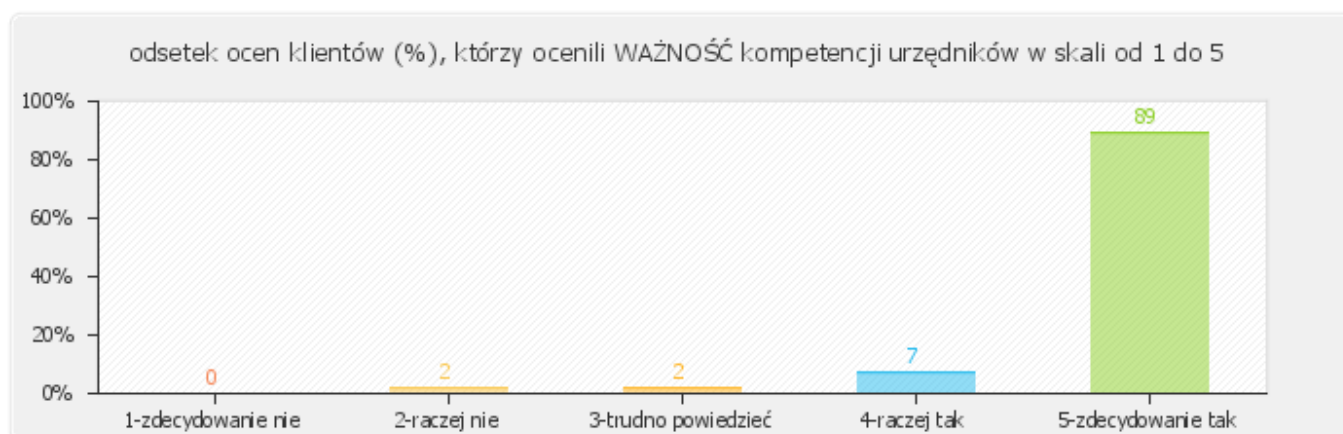 odsetek ocen klientów (%), którzy ocenili WAŻNOŚĆ kompetencji urzędników w skali od 1 do 5
100%
80%
60%
40%
20%
0%
0
2
2
7
89
1-zdecydowanie nie
2-raczej nie
3-trudno powiedzieć
4-raczej tak
5-zdecydowanie tak